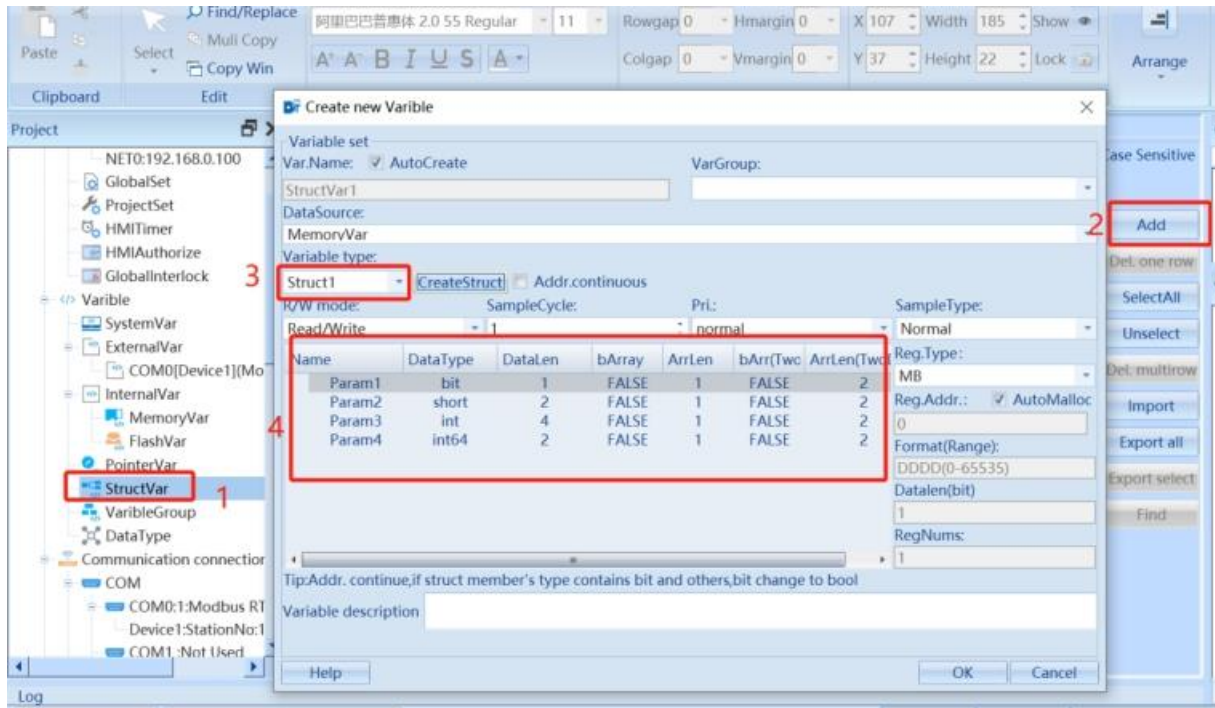 Find/Replace
阿里巴巴普惠体 2.0 55 Regular 11 Rowgap 0 Hmargin 0 X 107 Width 185 Show
Muli Copy
Paste Select Copy Win
A+ A- B I U S A Colgap 0 Vmargin 0 Y 37 Height 22 Lock Arrange
Clipboard Edit
Create new Varible
Project
Variable set
Var.Name: AutoCreate VarGroup:
StructVar1
DataSource:
MemoryVar
Variable type:
3 Struct1 CreateStruct Addr.continuous
R/W mode: SampleCycle: Pri.: SampleType:
Read/Write 1 normal Normal
Name DataType DataLen bArray ArrLen bArr(Twc ArrLen(Two
Param1 bit 1 FALSE 1 FALSE 2
Param2 short 2 FALSE 1 FALSE 2
Param3 int 4 FALSE 1 FALSE 2
Param4 int64 2 FALSE 1 FALSE 2
4
Reg.Type:
MB
Reg.Addr.: AutoMalloc
0
Format(Range):
DDDD(0-65535)
Datalen(bit)
1
RegNums:
1
Tip:Addr. continue,if struct member's type contains bit and others,bit change to bool
Variable description
Help OK Cancel
NET0:192.168.0.100
GlobalSet
ProjectSet
HMITimer
HMIAuthorize
GlobalInterlock
Varible
SystemVar
ExternalVar
COM0[Device1](Mo
InternalVar
MemoryVar
FlashVar
PointerVar
StructVar 1
VaribleGroup
DataType
Communication connection
COM
COM0:1:Modbus RT
Device1:StationNo:1
COM1 :Not Used
Log
Case Sensitive
2 Add
Del. one row
SelectAll
Unselect
Del. multirow
Import
Export all
Export select
Find